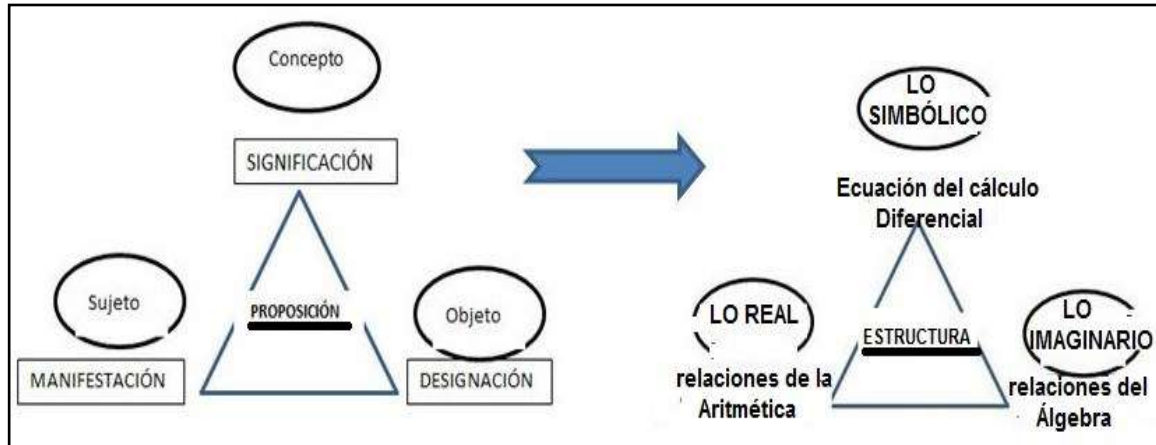 Concepto
SIGNIFICACIÓN
Sujeto
PROPOSICIÓN
Objeto
MANIFESTACIÓN
DESIGNACIÓN
LO
SIMBÓLICO
Ecuación del cálculo
Diferencial
LO REAL
ESTRUCTURA
LO
IMAGINARIO
relaciones de la
Aritmética
relaciones del
Álgebra